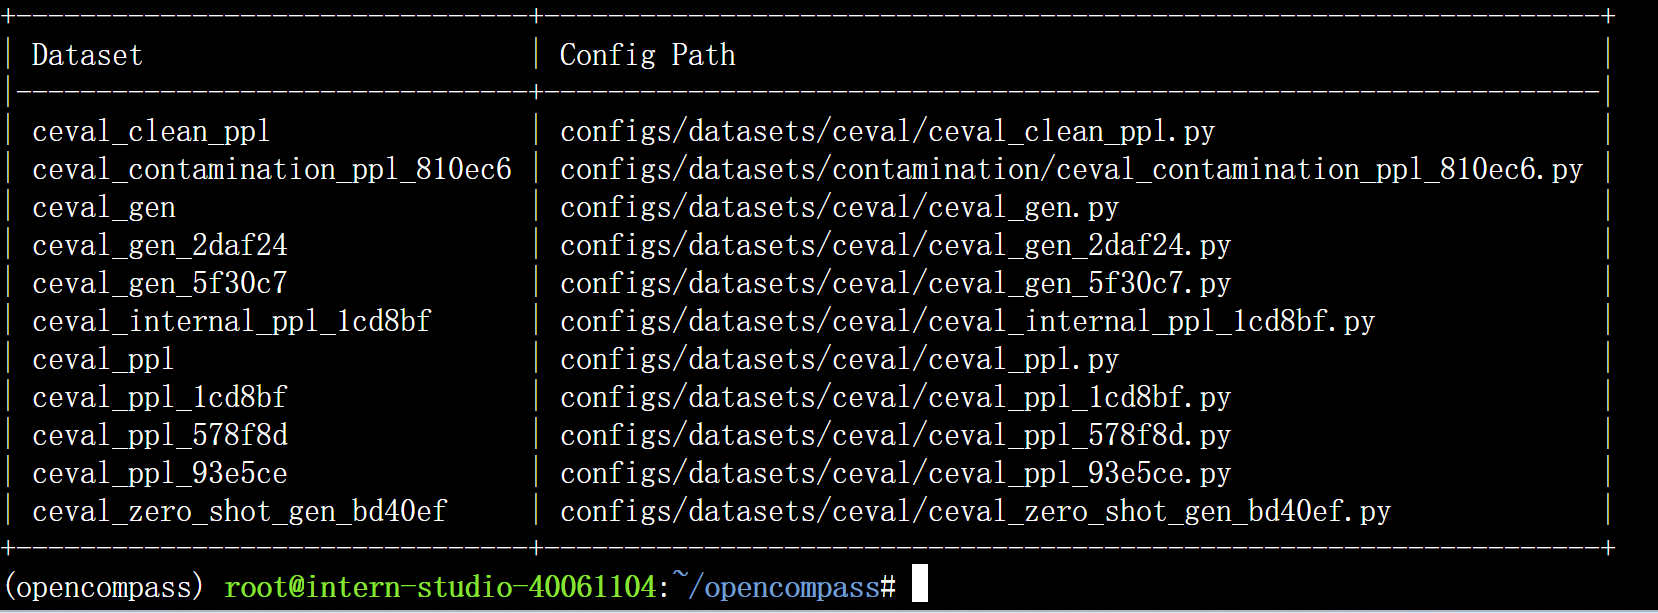 +--------------------------------+------------------------------------------------------------------+
| Dataset                        | Config Path                                                      |
|--------------------------------+------------------------------------------------------------------|
| ceval_clean_ppl                | configs/datasets/ceval/ceval_clean_ppl.py                        |
| ceval_contamination_ppl_810ec6 | configs/datasets/contamination/ceval_contamination_ppl_810ec6.py |
| ceval_gen                      | configs/datasets/ceval/ceval_gen.py                              |
| ceval_gen_2daf24               | configs/datasets/ceval/ceval_gen_2daf24.py                       |
| ceval_gen_5f30c7               | configs/datasets/ceval/ceval_gen_5f30c7.py                       |
| ceval_internal_ppl_1cd8bf      | configs/datasets/ceval/ceval_internal_ppl_1cd8bf.py              |
| ceval_ppl                      | configs/datasets/ceval/ceval_ppl.py                              |
| ceval_ppl_1cd8bf               | configs/datasets/ceval/ceval_ppl_1cd8bf.py                       |
| ceval_ppl_578f8d               | configs/datasets/ceval/ceval_ppl_578f8d.py                       |
| ceval_ppl_93e5ce               | configs/datasets/ceval/ceval_ppl_93e5ce.py                       |
| ceval_zero_shot_gen_bd40ef     | configs/datasets/ceval/ceval_zero_shot_gen_bd40ef.py             |
+--------------------------------+------------------------------------------------------------------+
(opencompass) root@intern-studio-40061104:~/opencompass#